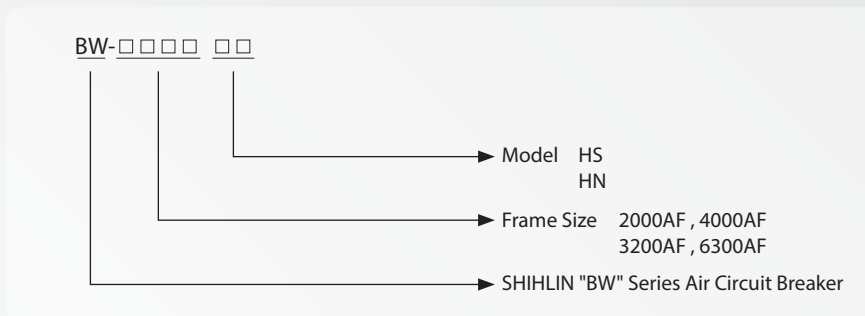 BW-□□□□ □□
Model HS
HN
Frame Size 2000AF , 4000AF
3200AF , 6300AF
SHIHLIN "BW" Series Air Circuit Breaker